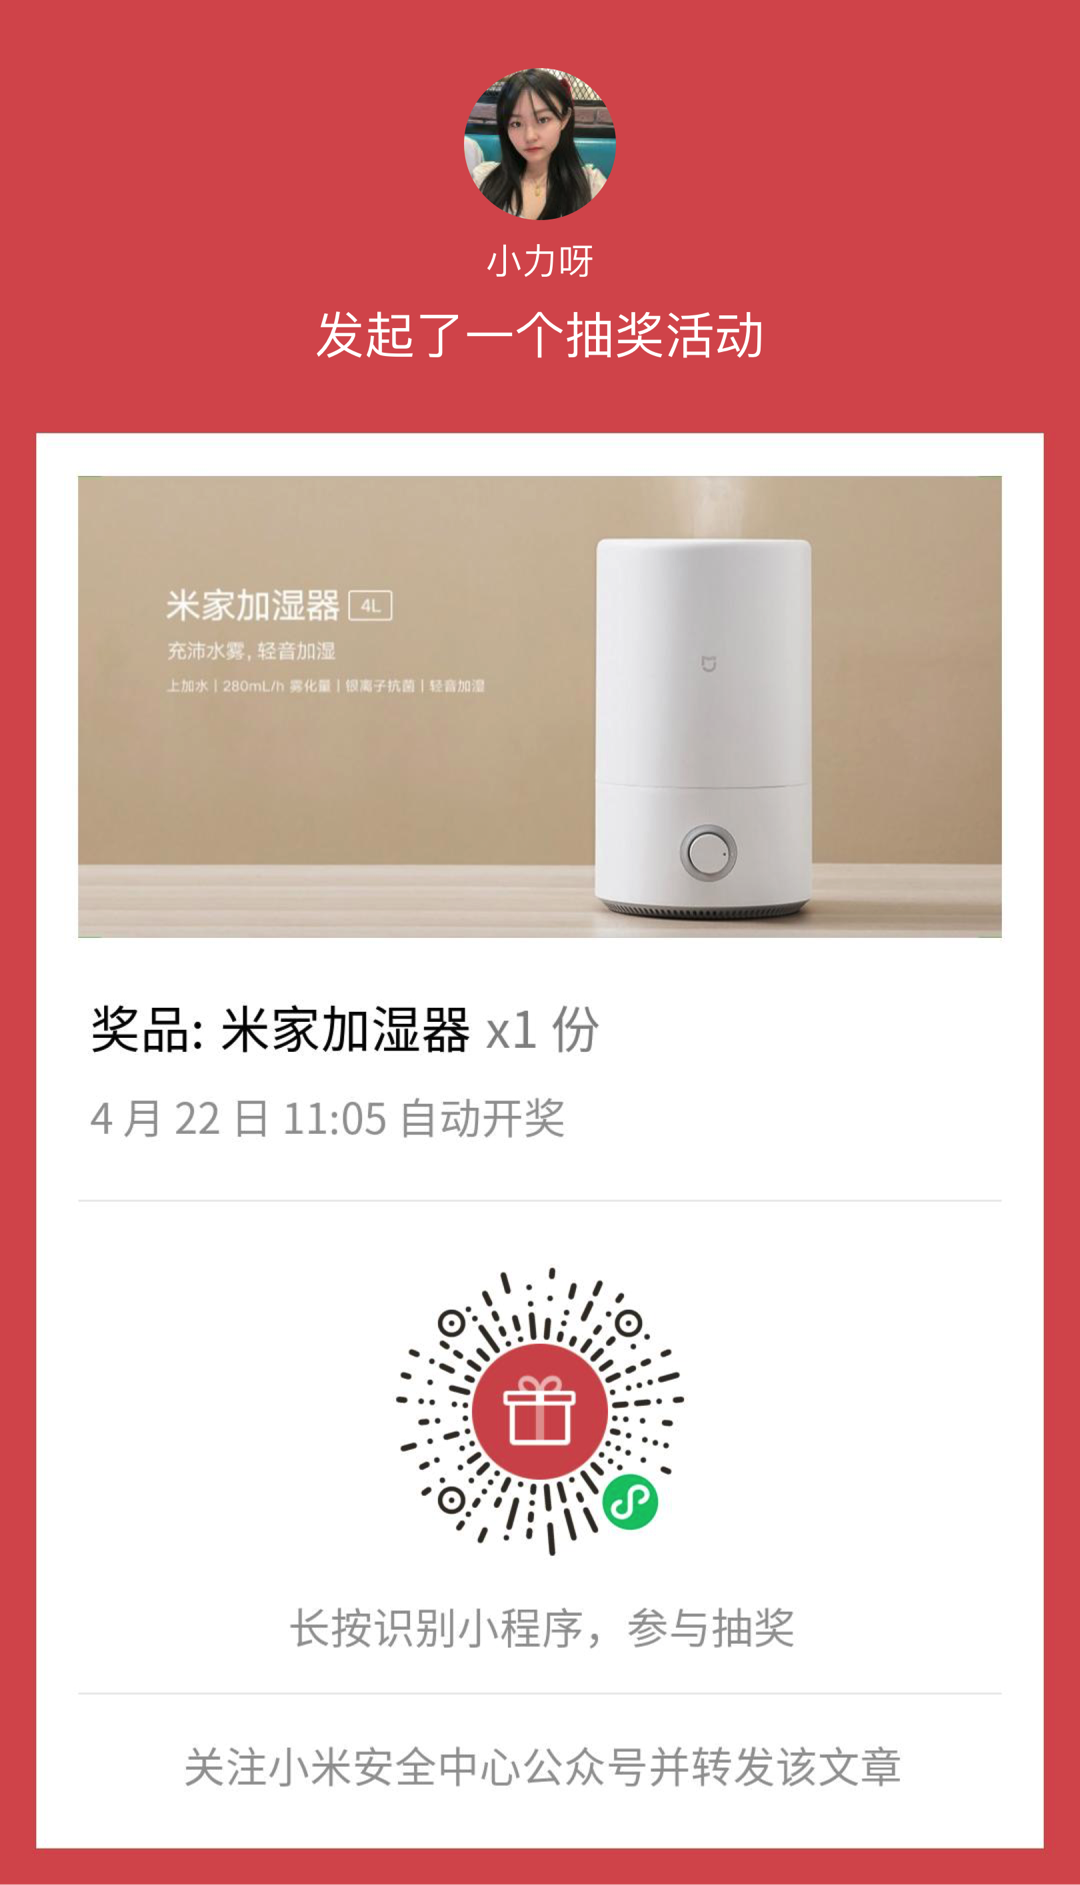 小力呀
发起了一个抽奖活动
米家加湿器 4L
充沛水雾, 轻音加湿
上加水 | 280mL/h 雾化量 | 银离子抗菌 | 轻音加湿
奖品: 米家加湿器 x1 份
4 月 22 日 11:05 自动开奖
长按识别小程序，参与抽奖
关注小米安全中心公众号并转发该文章